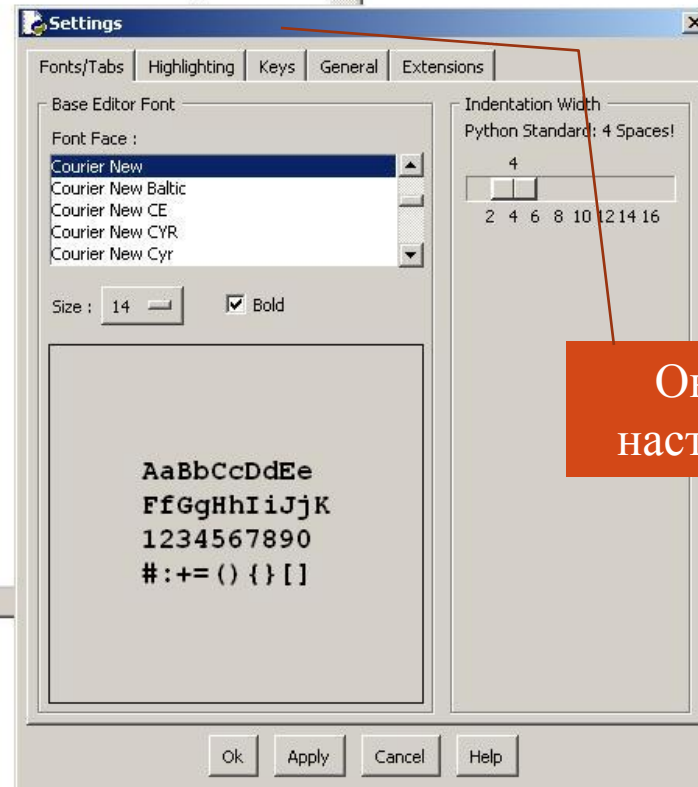 Settings
Fonts/Tabs Highlighting Keys General Extensions
Base Editor Font
Font Face :
Courier New
Courier New Baltic
Courier New CE
Courier New CYR
Courier New Cyr
Size : 14 Bold
AaBbCcDdEe
FfGgHhIiJjK
1234567890
#:+=(){}[]
Indentation Width
Python Standard: 4 Spaces!
4
2 4 6 8 10 12 14 16
Ok Apply Cancel Help